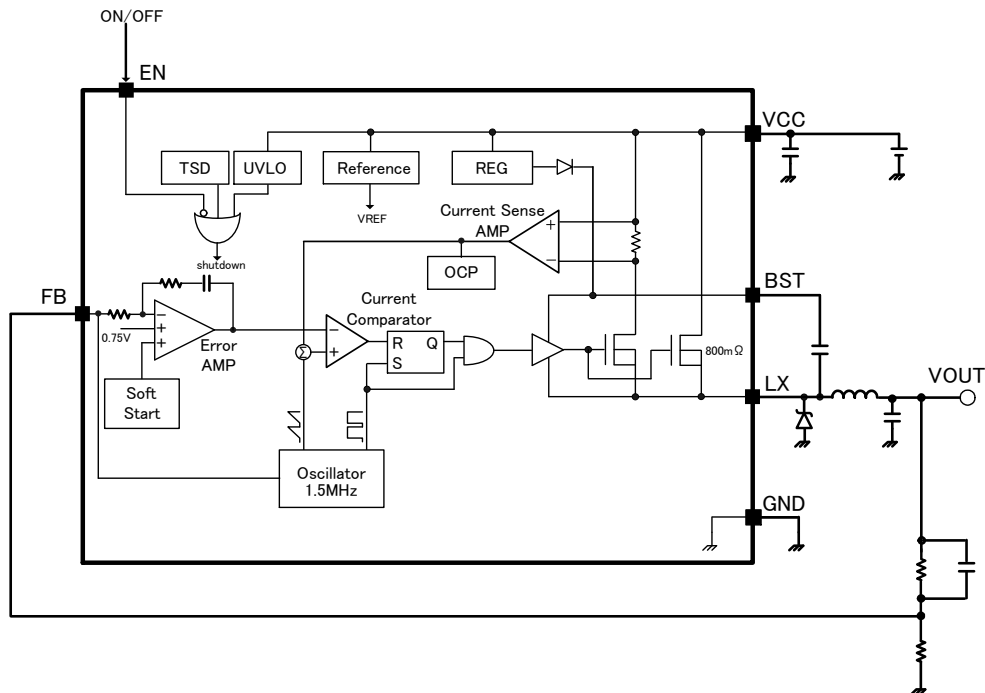 ON/OFF
EN
VCC
TSD
UVLO
Reference
REG
VREF
Current Sense
AMP
+
−
OCP
shutdown
BST
FB
Current
Comparator
−
+
+
0.75V
Error
AMP
−
+
Σ
R
Q
S
800mΩ
Soft
Start
LX
VOUT
Oscillator
1.5MHz
GND